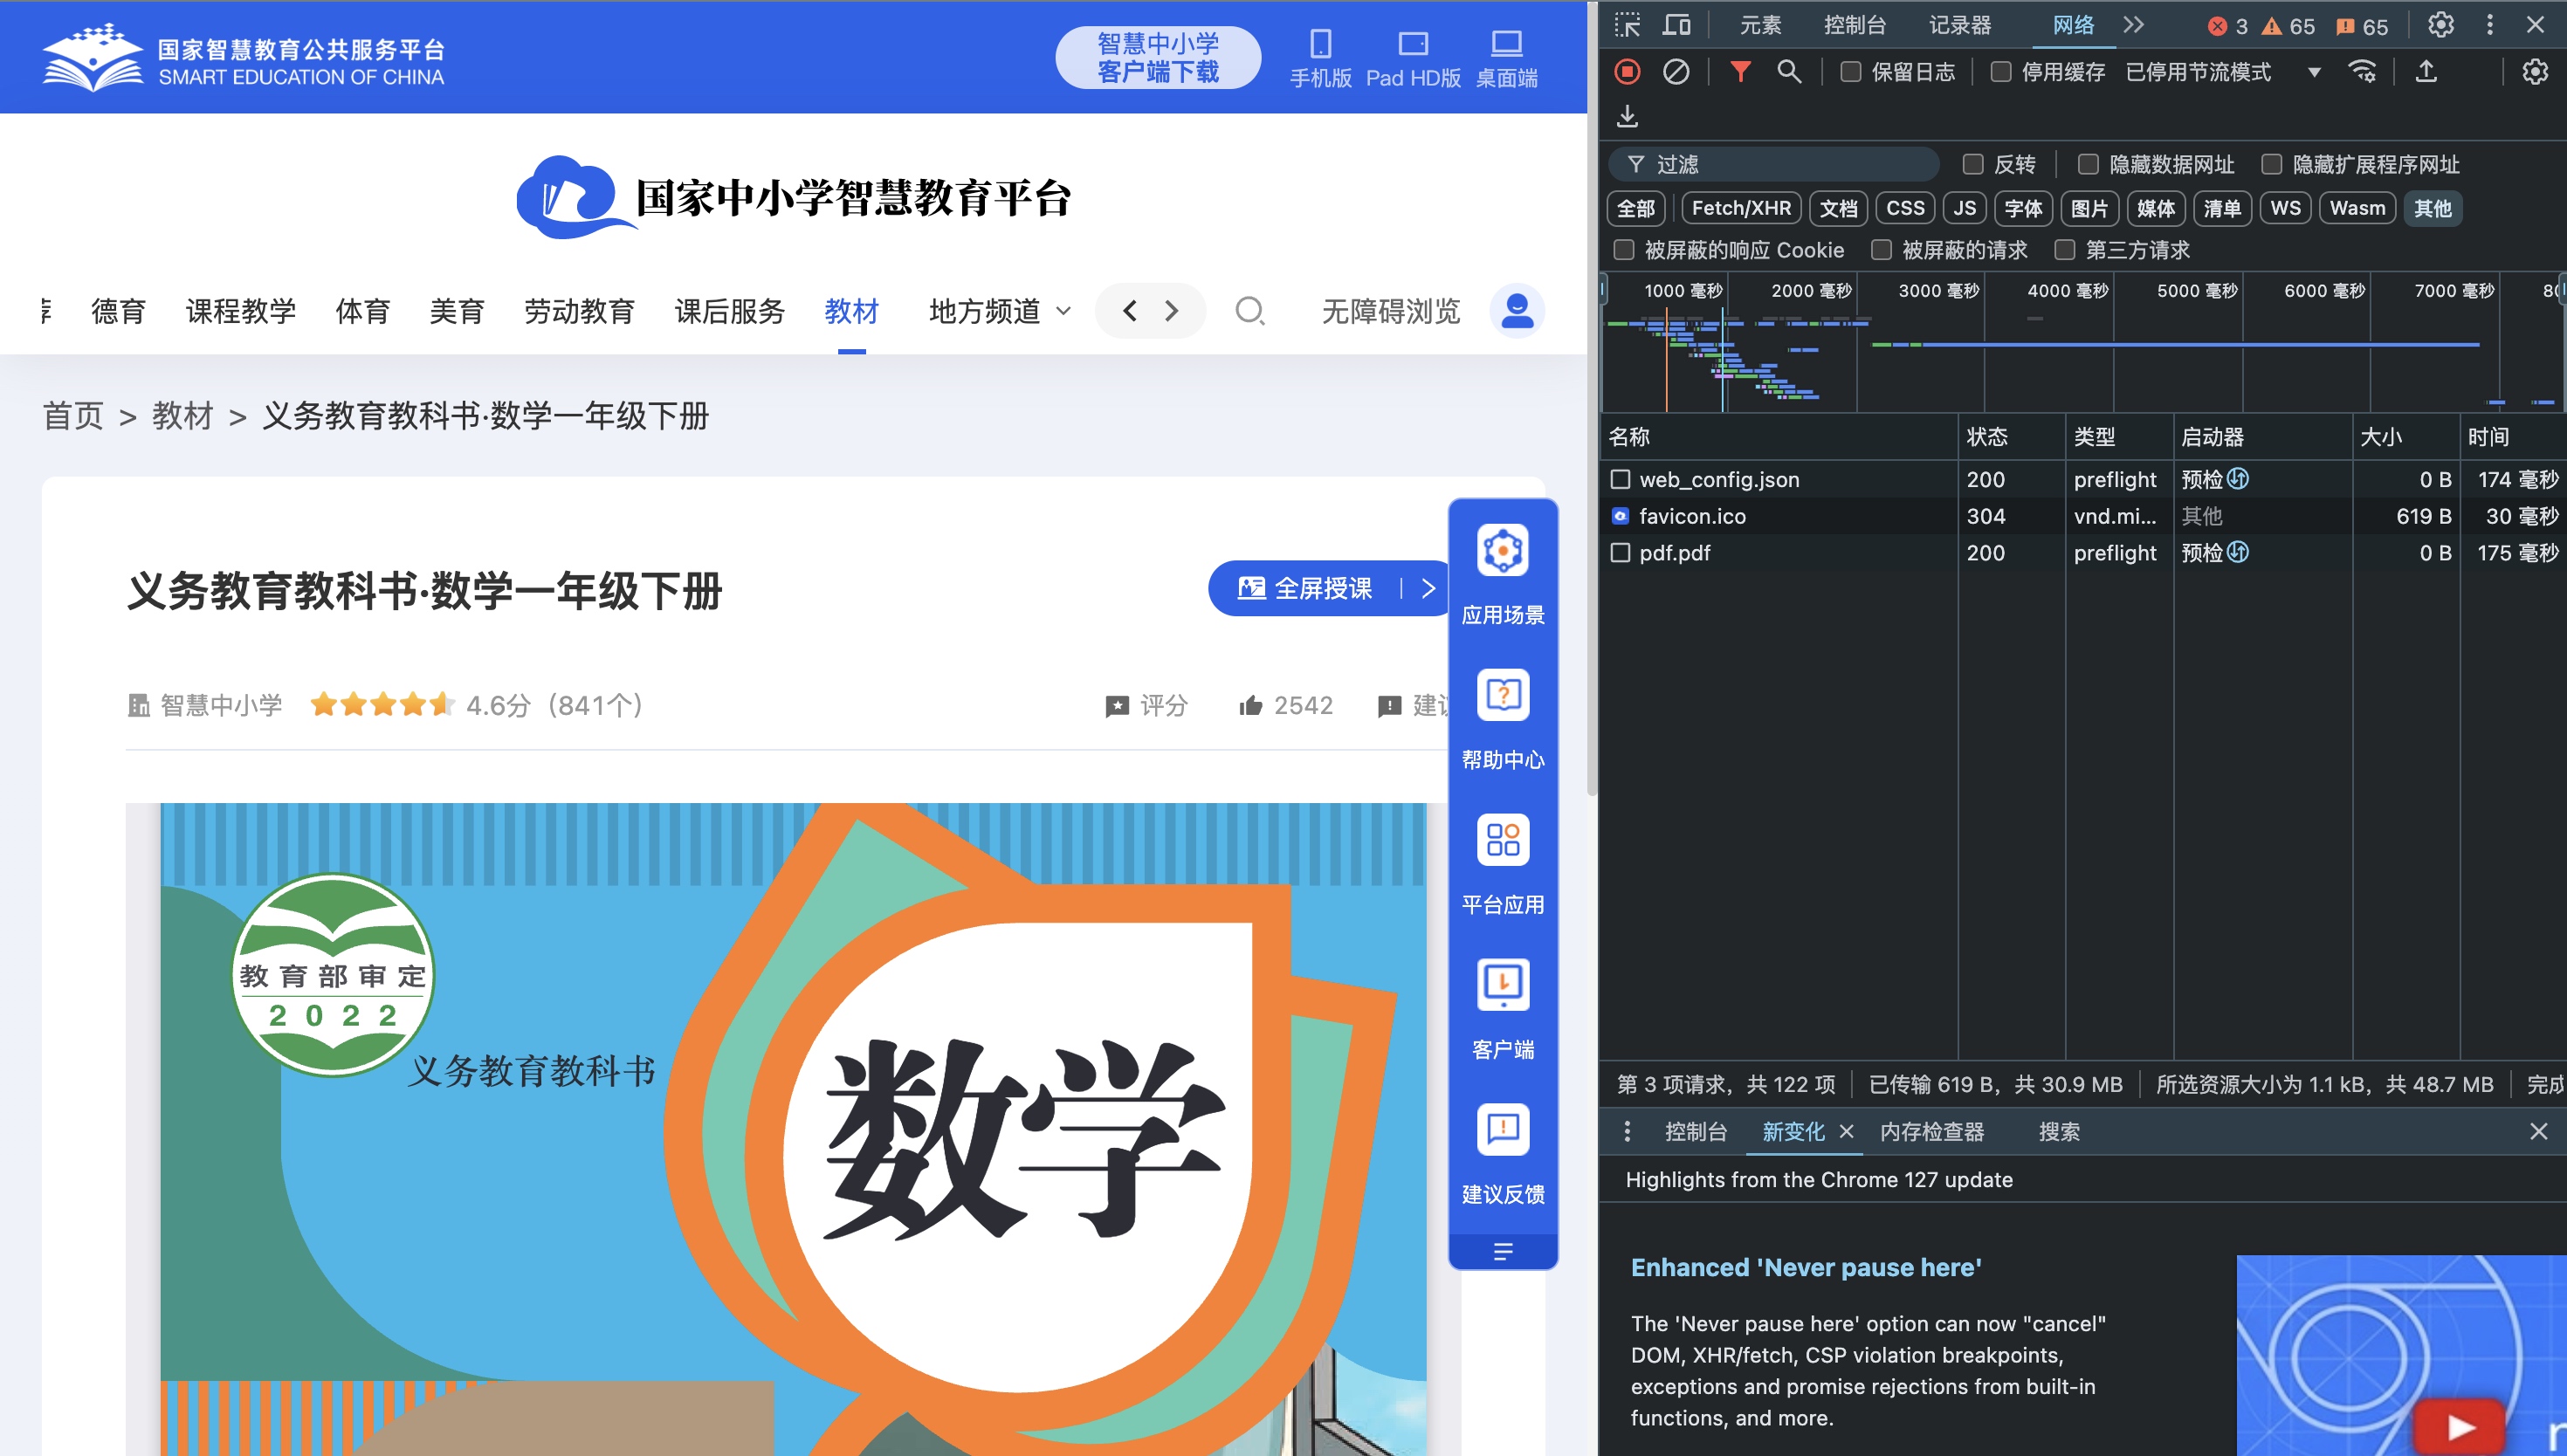 国家智慧教育公共服务平台
SMART EDUCATION OF CHINA
智慧中小学
客户端下载
手机版 Pad HD版 桌面端
国家中小学智慧教育平台
德育 课程教学 体育 美育 劳动教育 课后服务 教材 地方频道 无障碍浏览
首页 > 教材 > 义务教育教科书·数学一年级下册
义务教育教科书·数学一年级下册
全屏授课
智慧中小学 4.6分（841个） 评分 2542 建议
教育部审定
2022
义务教育教科书
数学
应用场景
帮助中心
平台应用
客户端
建议反馈
元素 控制台 记录器 网络 3 65 65
保留日志 停用缓存 已停用节流模式
过滤 反转 隐藏数据网址 隐藏扩展程序网址
全部 Fetch/XHR 文档 CSS JS 字体 图片 媒体 清单 WS Wasm 其他
被屏蔽的响应 Cookie 被屏蔽的请求 第三方请求
1000 毫秒 2000 毫秒 3000 毫秒 4000 毫秒 5000 毫秒 6000 毫秒 7000 毫秒
名称 状态 类型 启动器 大小 时间
web_config.json 200 preflight 预检 0 B 174 毫秒
favicon.ico 304 vnd.mi... 其他 619 B 30 毫秒
pdf.pdf 200 preflight 预检 0 B 175 毫秒
第 3 项请求，共 122 项 已传输 619 B，共 30.9 MB 所选资源大小为 1.1 kB，共 48.7 MB 完成
控制台 新变化 内存检查器 搜索
Highlights from the Chrome 127 update
Enhanced 'Never pause here'
The 'Never pause here' option can now "cancel"
DOM, XHR/fetch, CSP violation breakpoints,
exceptions and promise rejections from built-in
functions, and more.